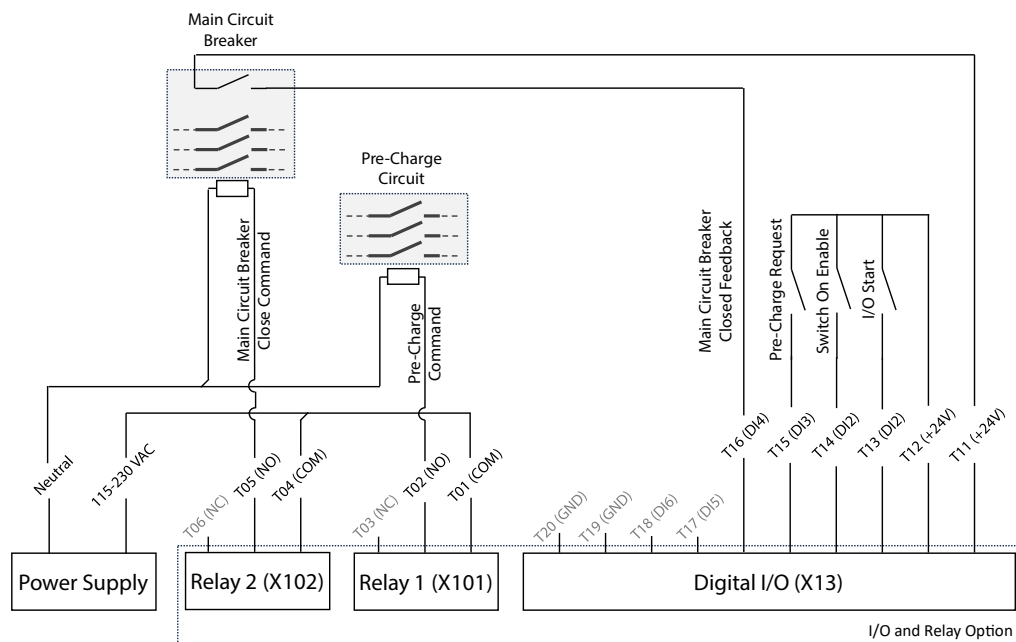 Main Circuit
Breaker
Pre-Charge
Circuit
Main Circuit Breaker
Close Command
Pre-Charge
Command
Main Circuit Breaker
Closed Feedback
Pre-Charge Request
Switch On Enable
I/O Start
Neutral
115-230 VAC
T06 (NC)
T05 (NO)
T04 (COM)
T03 (NC)
T02 (NO)
T01 (COM)
T20 (GND)
T19 (GND)
T18 (DI6)
T17 (DI5)
T16 (DI4)
T15 (DI3)
T14 (DI2)
T13 (DI2)
T12 (+24V)
T11 (+24V)
Power Supply
Relay 2 (X102)
Relay 1 (X101)
Digital I/O (X13)
I/O and Relay Option